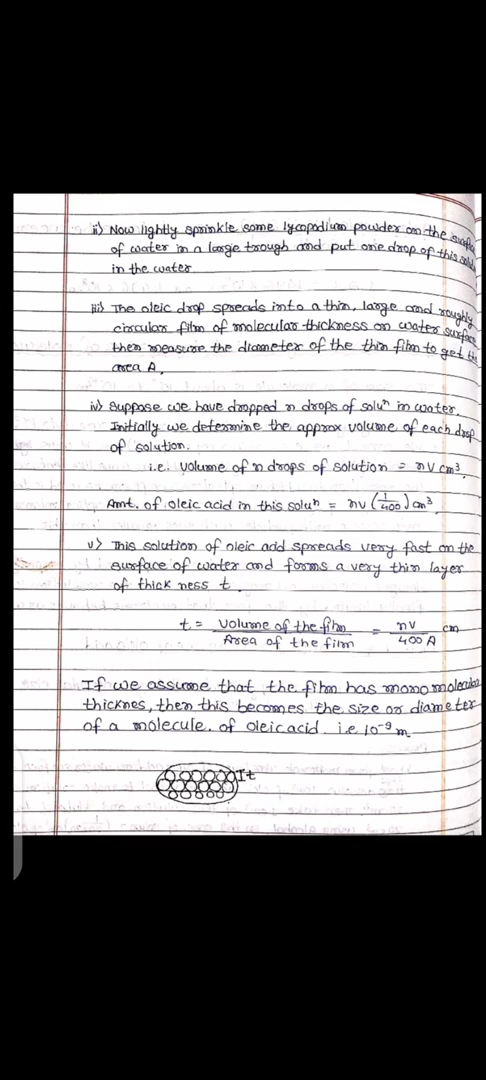 ii) Now lightly sprinkle some lycopodium powder on the surface
of water in a large trough and put one drop of this
in the water
iii) The oleic drop spreads into a thin, large and roughly
circular film of molecular thickness on water surface
then measure the diameter of the thin film to get the
area A.
iv) Suppose we have dropped n drops of soluⁿ in water.
Initially we determine the approx volume of each drop
of solution.
i.e. volume of n drops of solution = nV cm³.
Amt. of oleic acid in this soluⁿ = nv (1/400) cm³.
v) This solution of oleic acid spreads very fast on the
surface of water and forms a very thin layer
of thick ness t.
t = Volume of the film / Area of the film = nv / 400 A cm
If we assume that the film has mono molecular
thicknes, then this becomes the size or diameter
of a molecule. of oleic acid. i.e 10⁻⁹ m
t